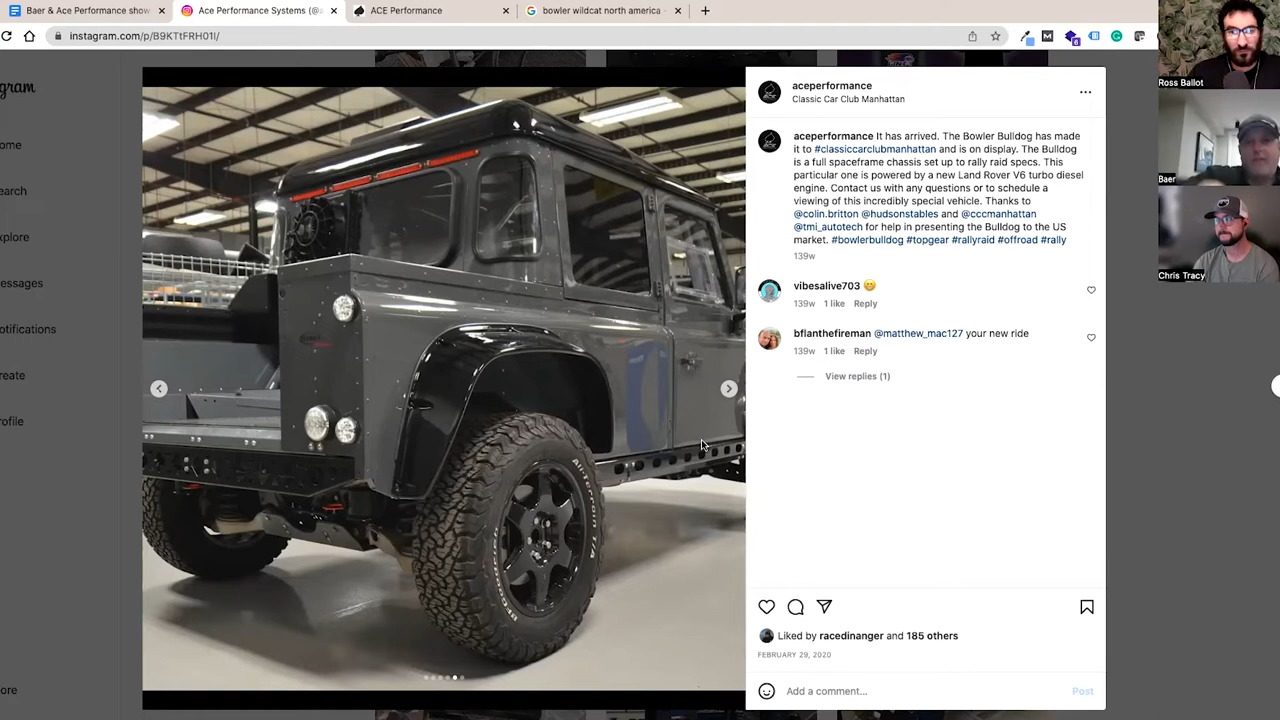 Baer & Ace Performance show
Ace Performance Systems (@a
ACE Performance
bowler wildcat north america
instagram.com/p/B9KTtFRH01l/
gram
ome
earch
xplore
essages
otifications
reate
rofile
ore
aceperformance
Classic Car Club Manhattan
aceperformance It has arrived. The Bowler Bulldog has made
it to #classiccarclubmanhattan and is on display. The Bulldog
is a full spaceframe chassis set up to rally raid specs. This
particular one is powered by a new Land Rover V6 turbo diesel
engine. Contact us with any questions or to schedule a
viewing of this incredibly special vehicle. Thanks to
@colin.britton @hudsonstables and @cccmanhattan
@tmi_autotech for help in presenting the Bulldog to the US
market. #bowlerbulldog #topgear #rallyraid #offroad #rally
139w
vibesalive703
139w 1 like Reply
bflanthefireman @matthew_mac127 your new ride
139w 1 like Reply
View replies (1)
Liked by racedinanger and 185 others
FEBRUARY 29, 2020
Add a comment...
Post
All-Terrain T/A
BFGoodrich
Ross Ballot
Baer
Chris Tracy